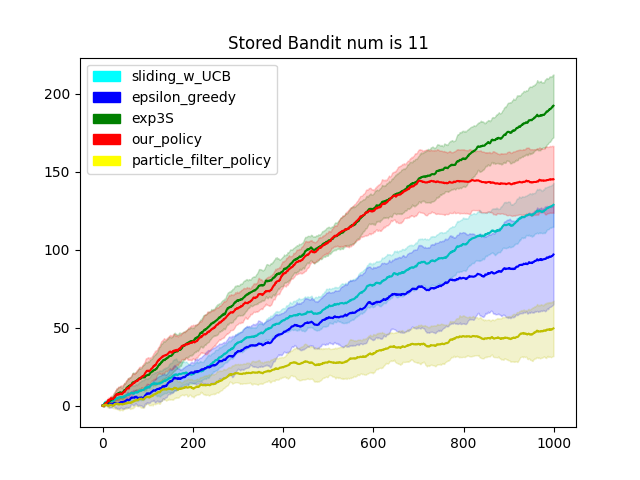 Stored Bandit num is 11
sliding_w_UCB
epsilon_greedy
exp3S
our_policy
particle_filter_policy
200
150
100
50
0
0 200 400 600 800 1000